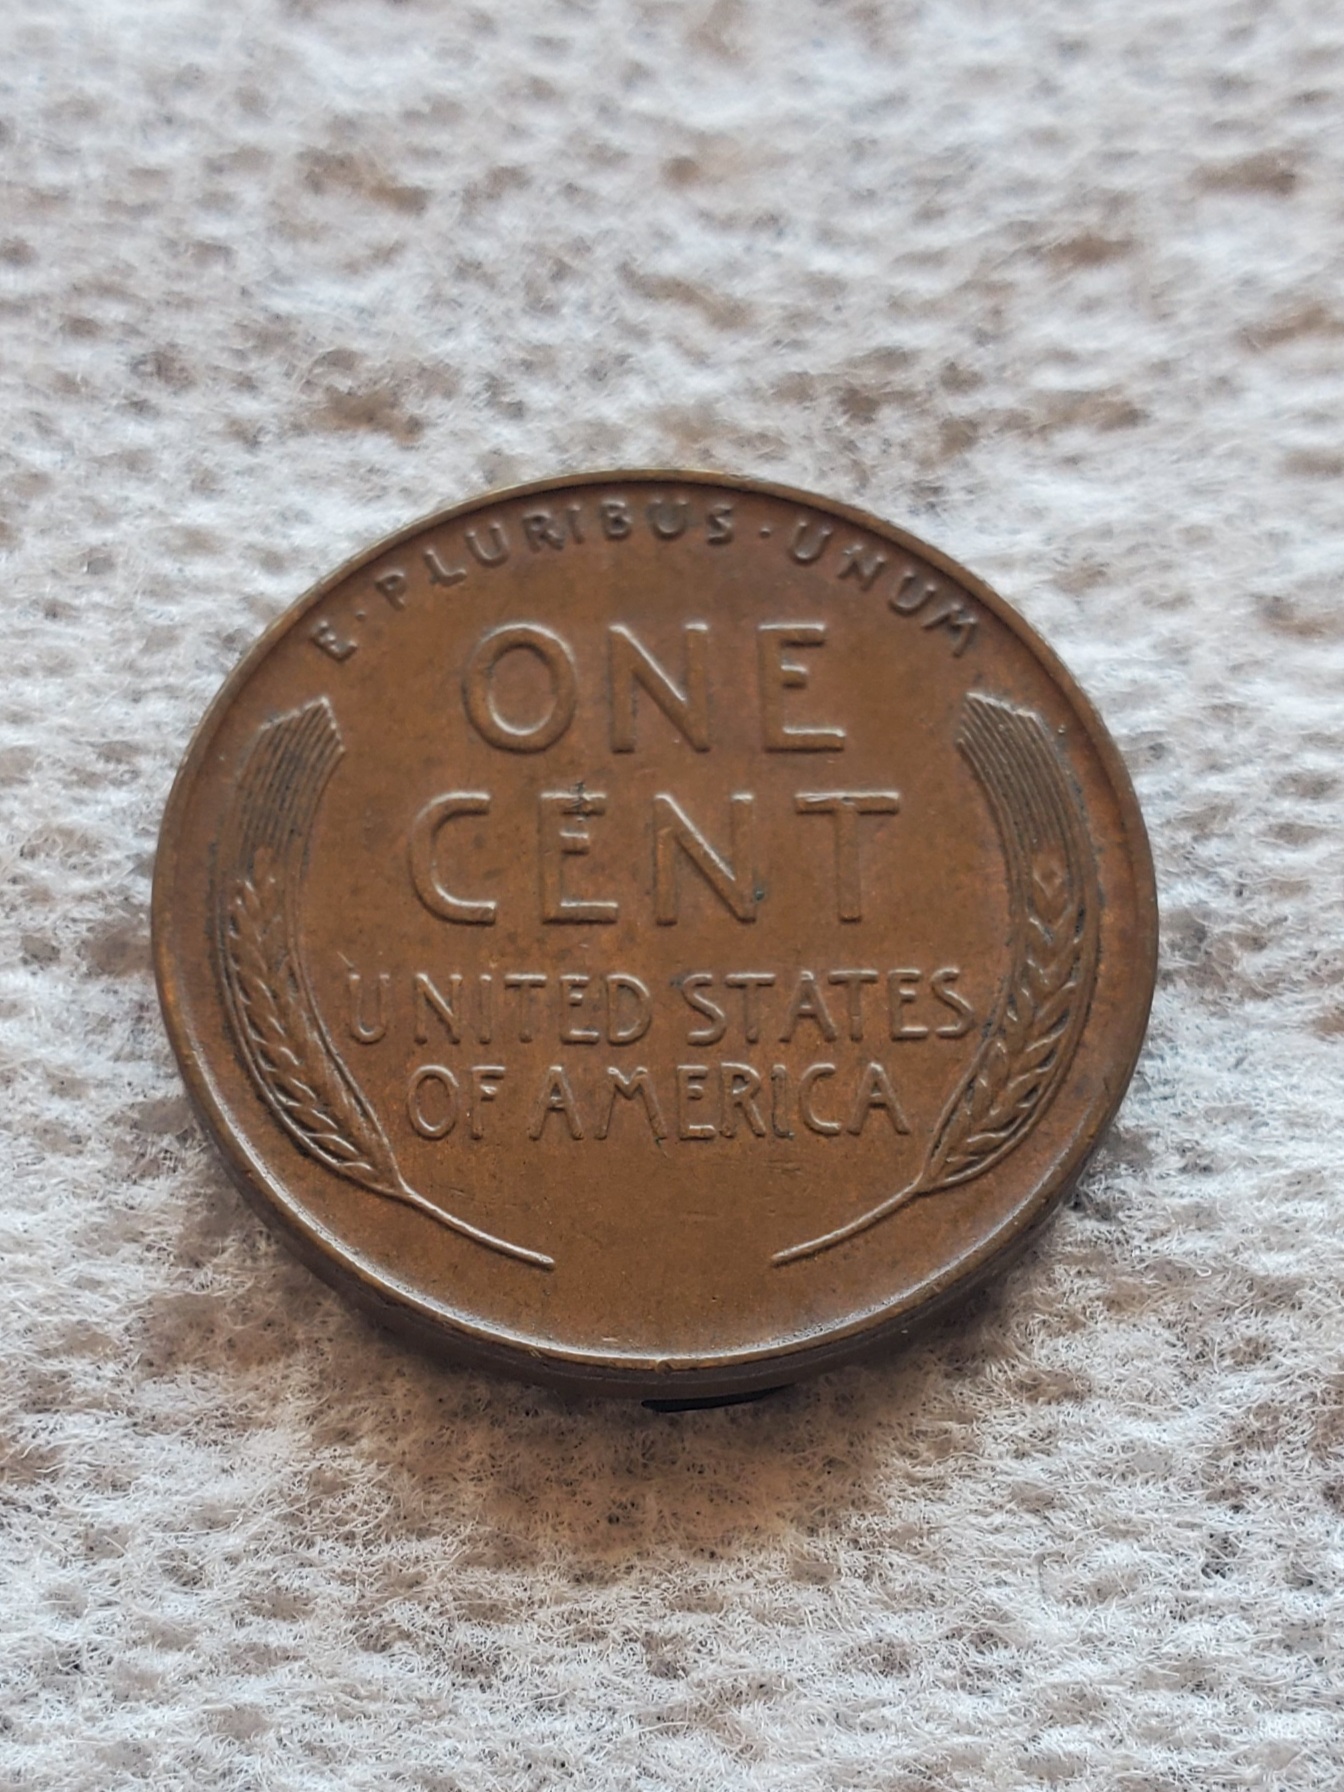 E·PLURIBUS·UNUM
ONE
CENT
UNITED STATES
OF AMERICA